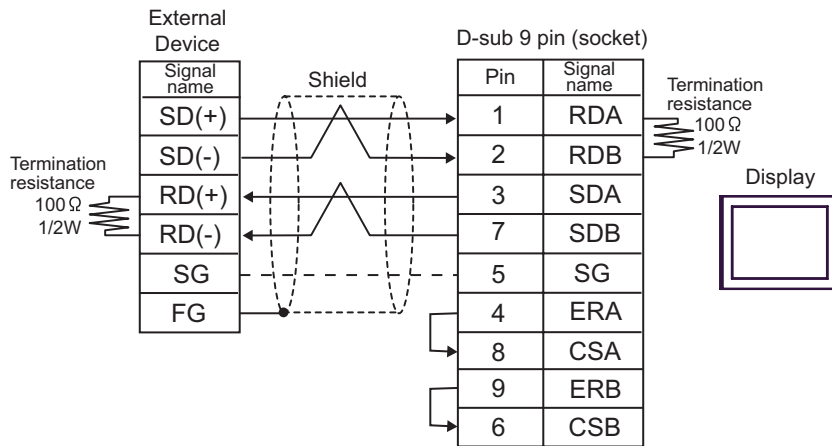 External
Device
D-sub 9 pin (socket)
Signal
name
Shield
Pin
Signal
name
Termination
resistance
100 Ω
1/2W
SD(+)
1
RDA
SD(-)
2
RDB
Termination
resistance
100 Ω
1/2W
RD(+)
3
SDA
Display
RD(-)
7
SDB
SG
5
SG
FG
4
ERA
8
CSA
9
ERB
6
CSB